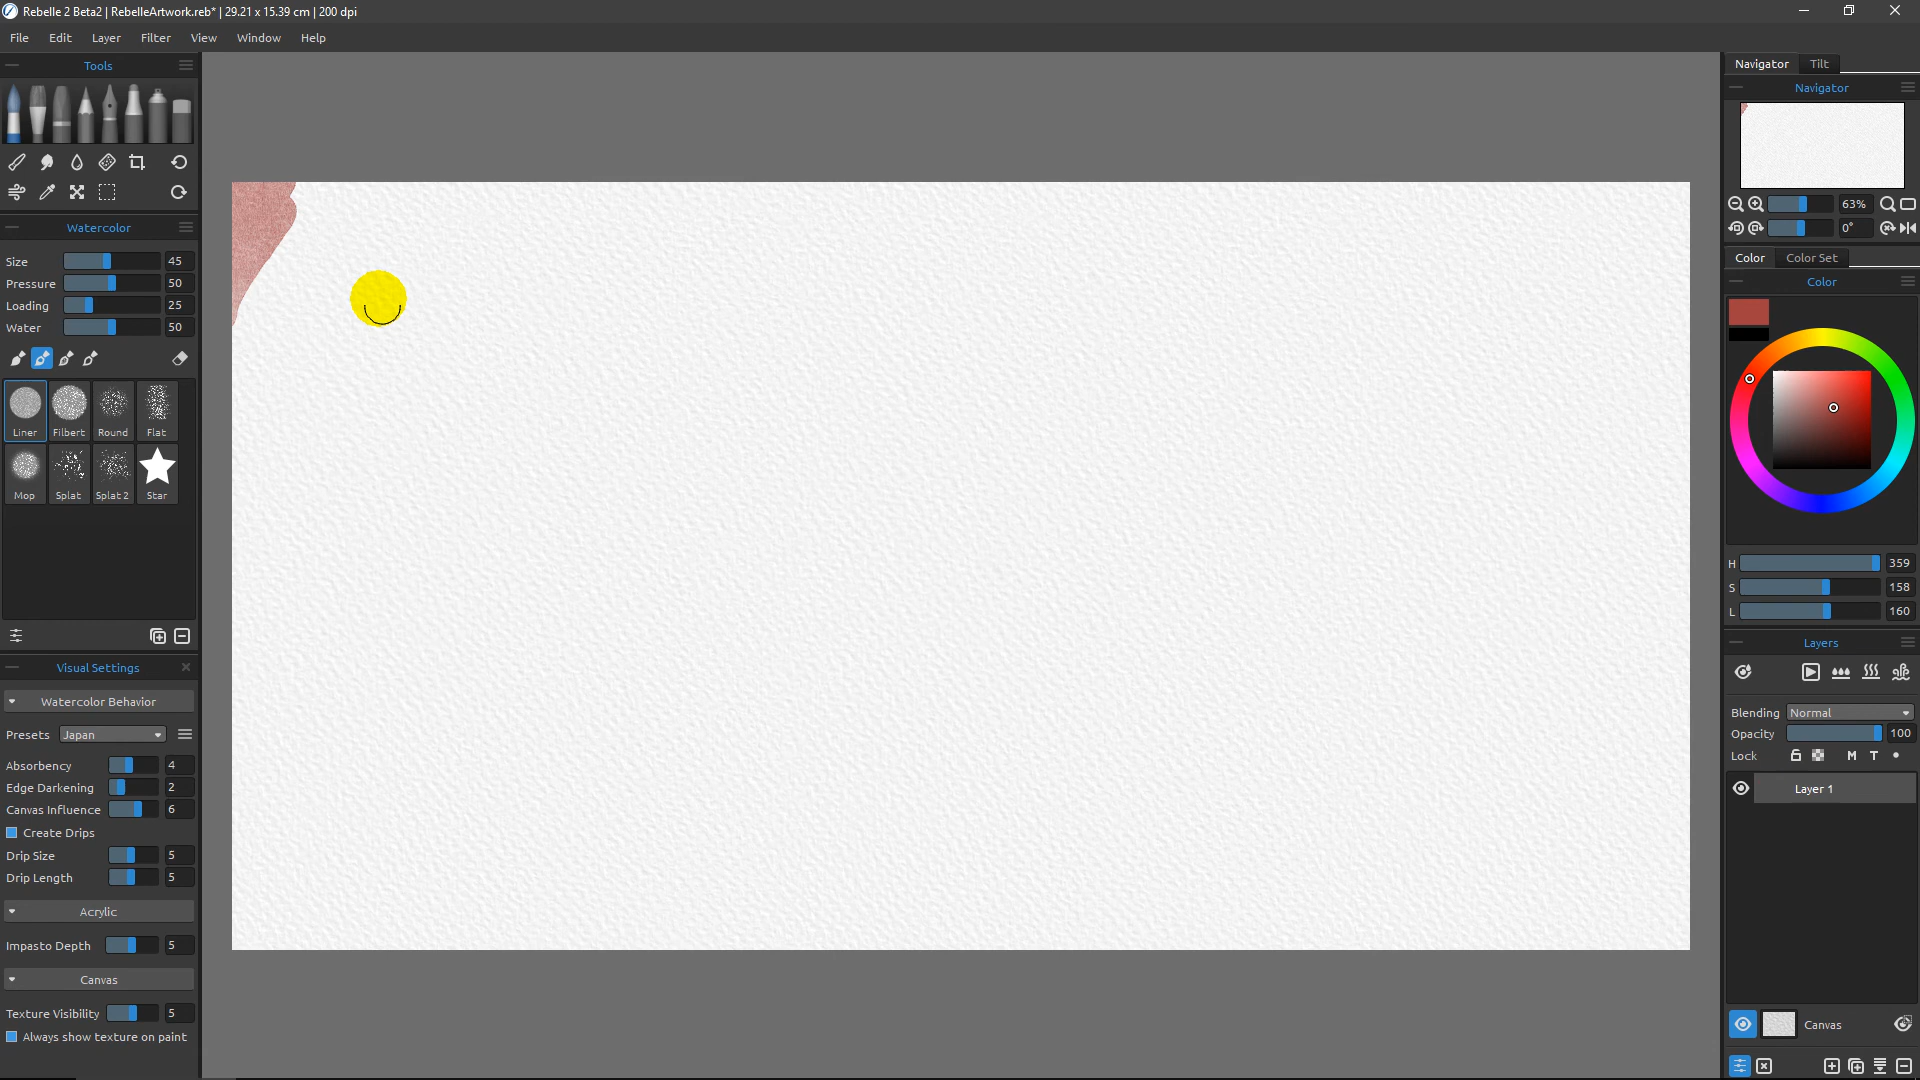 Rebelle 2 Beta2 | RebelleArtwork.reb* | 29.21 x 15.39 cm | 200 dpi
File Edit Layer Filter View Window Help
Tools
Watercolor
Size 45
Pressure 50
Loading 25
Water 50
Liner Filbert Round Flat
Mop Splat Splat 2 Star
Visual Settings
Watercolor Behavior
Presets Japan
Absorbency 4
Edge Darkening 2
Canvas Influence 6
Create Drips
Drip Size 5
Drip Length 5
Acrylic
Impasto Depth 5
Canvas
Texture Visibility 5
Always show texture on paint
Navigator Tilt
Navigator
63%
0°
Color Color Set
Color
H 359
S 158
L 160
Layers
Blending Normal
Opacity 100
Lock M T
Layer 1
Canvas